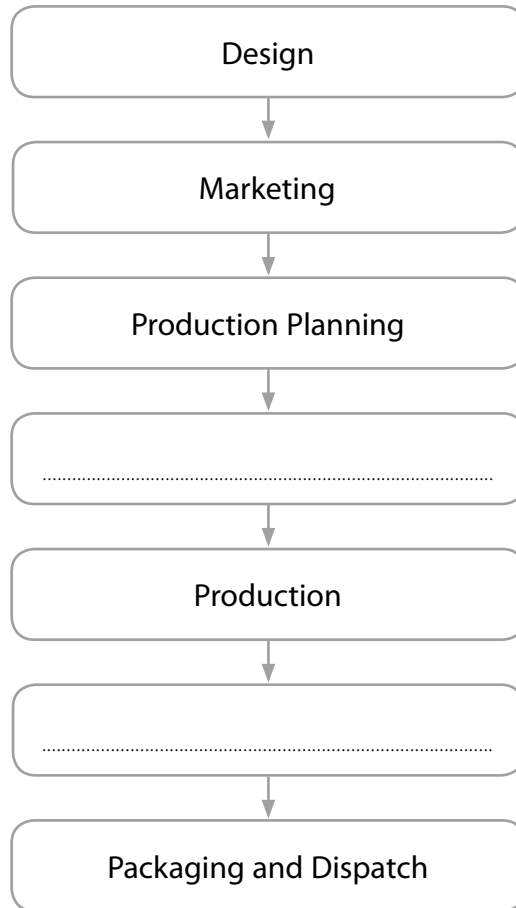 Design
Marketing
Production Planning
Production
Packaging and Dispatch